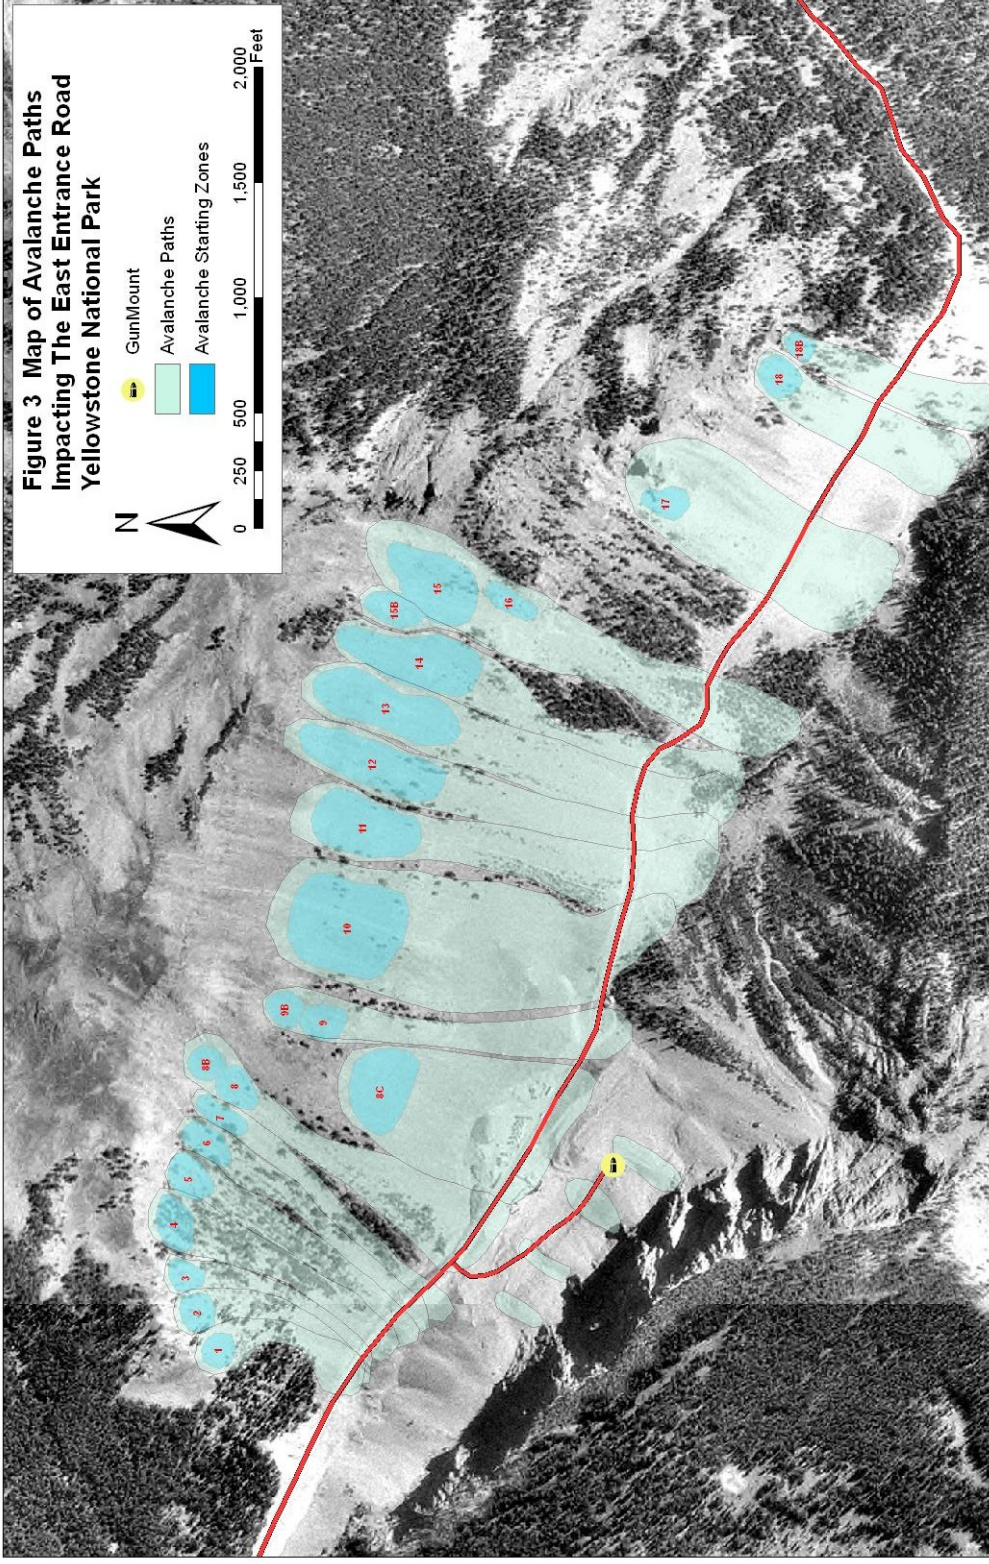 Figure 3 Map of Avalanche Paths
Impacting The East Entrance Road
Yellowstone National Park
N
GunMount
Avalanche Paths
Avalanche Starting Zones
0 250 500 1,000 1,500 2,000
Feet
1
2
3
4
5
6
7
8
8B
8C
9
9B
10
11
12
13
14
15B
15
16
17
18
18B